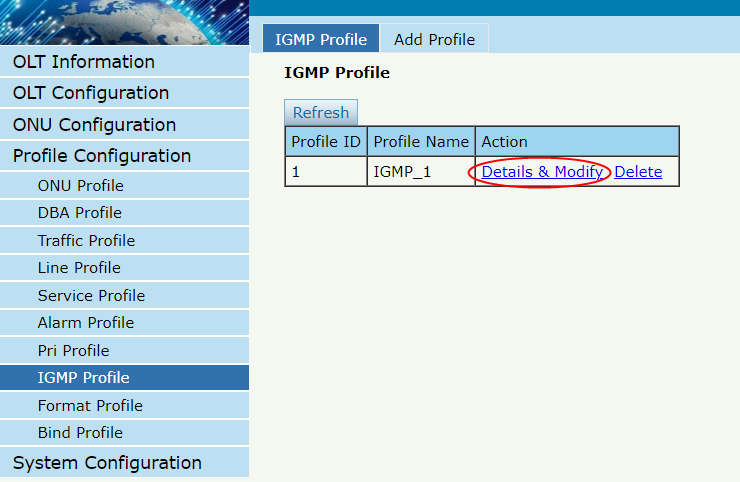 OLT Information
OLT Configuration
ONU Configuration
Profile Configuration
ONU Profile
DBA Profile
Traffic Profile
Line Profile
Service Profile
Alarm Profile
Pri Profile
IGMP Profile
Format Profile
Bind Profile
System Configuration
IGMP Profile Add Profile
IGMP Profile
Refresh
Profile ID Profile Name Action
1 IGMP_1 Details & Modify Delete